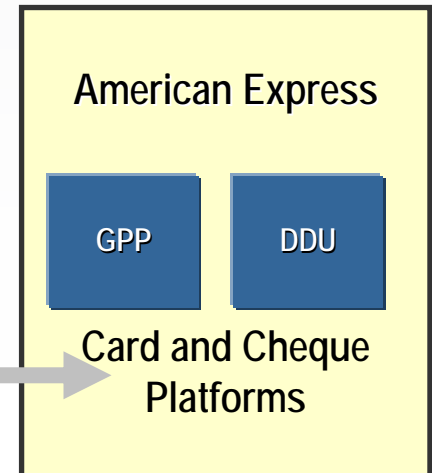 American Express
GPP DDU
Card and Cheque
Platforms